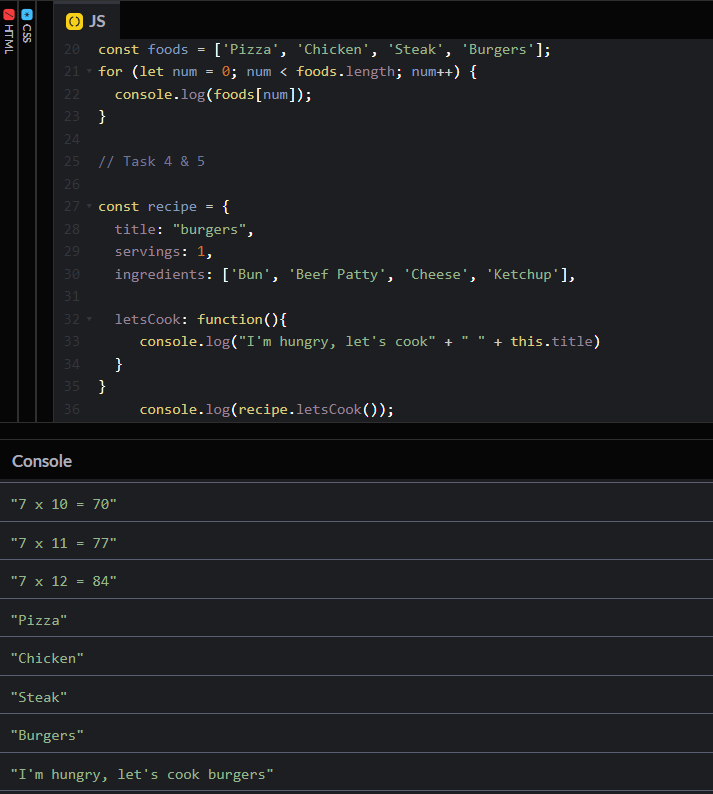 HTML
CSS
JS
20 const foods = ['Pizza', 'Chicken', 'Steak', 'Burgers'];
21 for (let num = 0; num < foods.length; num++) {
22 console.log(foods[num]);
23 }
24
25 // Task 4 & 5
26
27 const recipe = {
28 title: "burgers",
29 servings: 1,
30 ingredients: ['Bun', 'Beef Patty', 'Cheese', 'Ketchup'],
31
32 letsCook: function(){
33 console.log("I'm hungry, let's cook" + " " + this.title)
34 }
35 }
36 console.log(recipe.letsCook());
Console
"7 x 10 = 70"
"7 x 11 = 77"
"7 x 12 = 84"
"Pizza"
"Chicken"
"Steak"
"Burgers"
"I'm hungry, let's cook burgers"